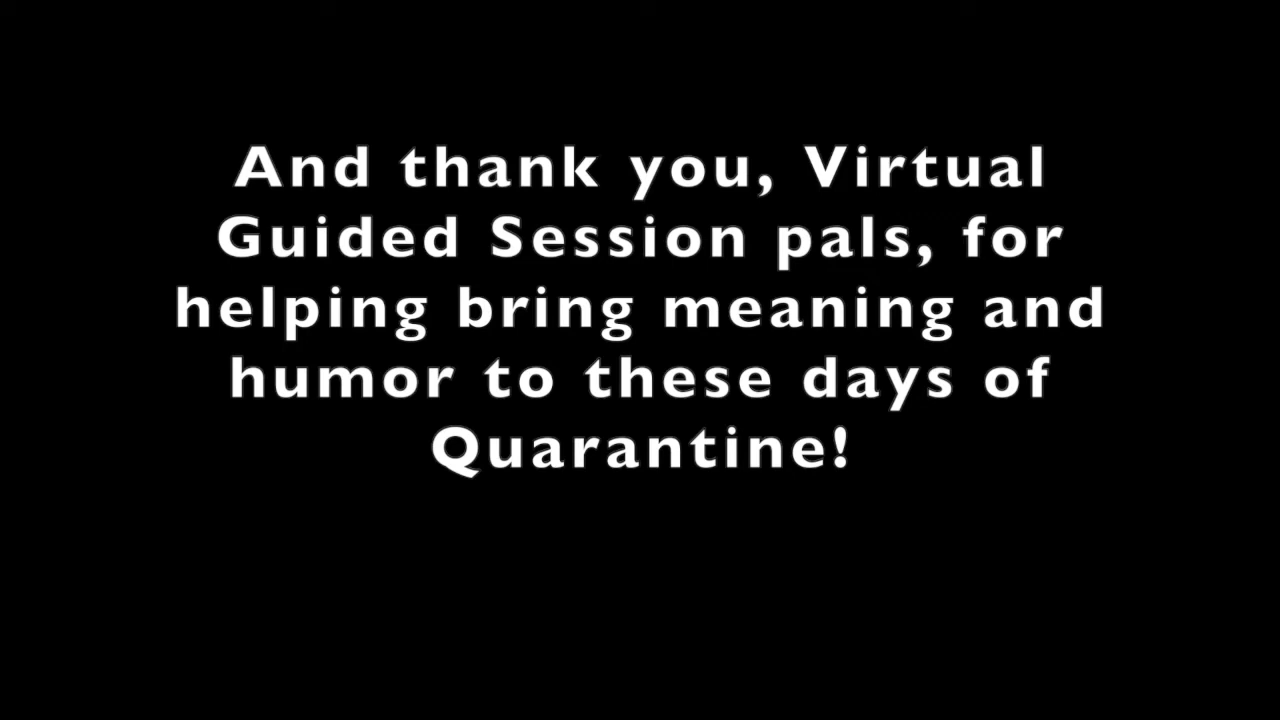 And thank you, Virtual
Guided Session pals, for
helping bring meaning and
humor to these days of
Quarantine!